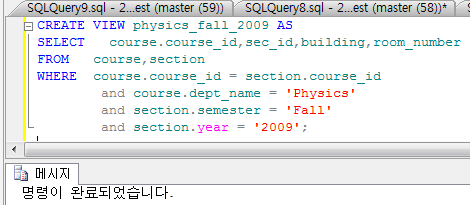 SQLQuery9.sql - 2...est (master (59))
SQLQuery8.sql - 2...est (master (58))*
CREATE VIEW physics_fall_2009 AS
SELECT course.course_id,sec_id,building,room_number
FROM course,section
WHERE course.course_id = section.course_id
and course.dept_name = 'Physics'
and section.semester = 'Fall'
and section.year = '2009';
메시지
명령이 완료되었습니다.